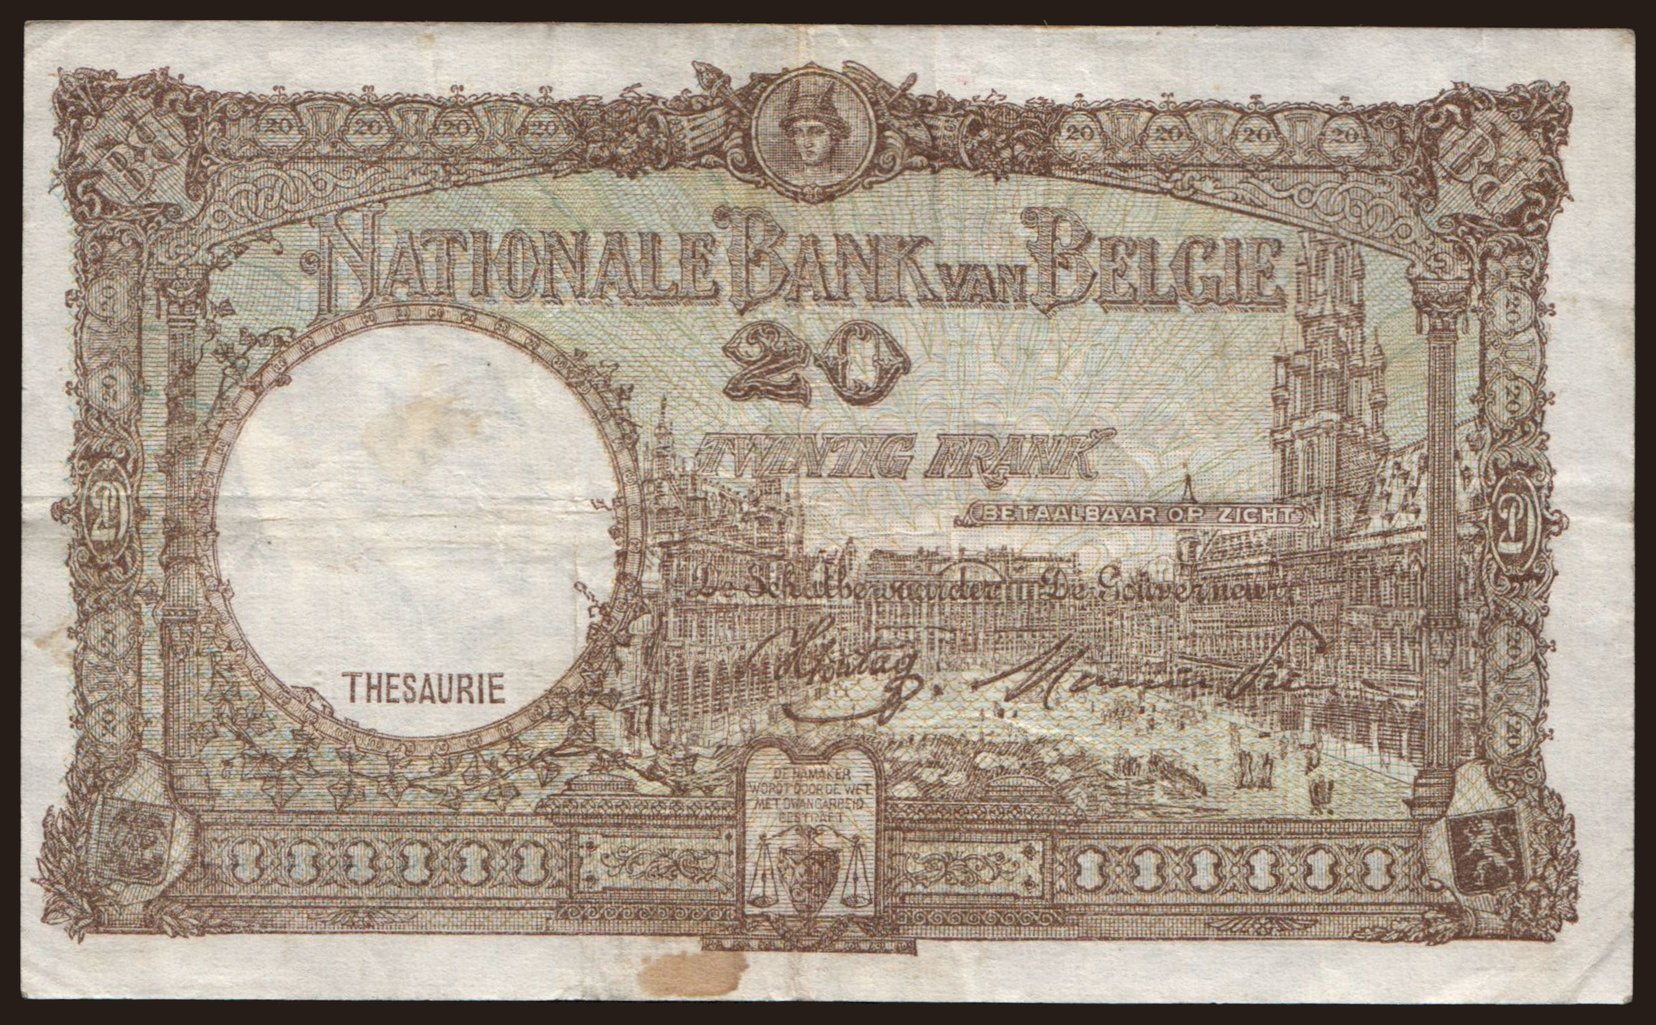 20 20 20 20 20 20 20 20
NATIONALE BANK VAN BELGIE
20
TWINTIG FRANK
BETAALBAAR OP ZICHT
De Schatbewaarder De Gouverneur
THESAURIE
DE NAMAKER
WORDT DOOR DE WET
MET DWANGARBEID
GESTRAFT